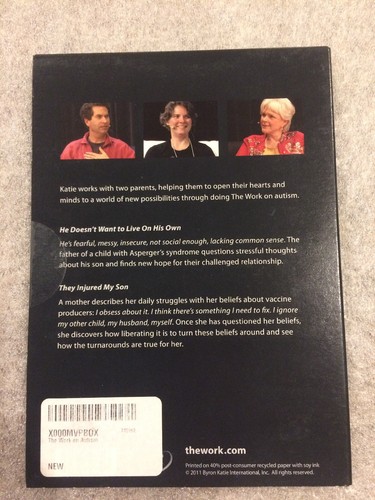 Katie works with two parents, helping them to open their hearts and
minds to a world of new possibilities through doing The Work on autism.
He Doesn't Want to Live On His Own
He's fearful, messy, insecure, not social enough, lacking common sense. The
father of a child with Asperger's syndrome questions stressful thoughts
about his son and finds new hope for their challenged relationship.
They Injured My Son
A mother describes her daily struggles with her beliefs about vaccine
producers: I obsess about it. I think there's something I need to fix. I ignore
my other child, my husband, myself. Once she has questioned her beliefs,
she discovers how liberating it is to turn these beliefs around and see
how the turnarounds are true for her.
X000MVPBOX
The Work on Autism
NEW
thework.com
Printed on 40% post-consumer recycled paper with soy ink
© 2011 Byron Katie International, Inc. All rights reserved.